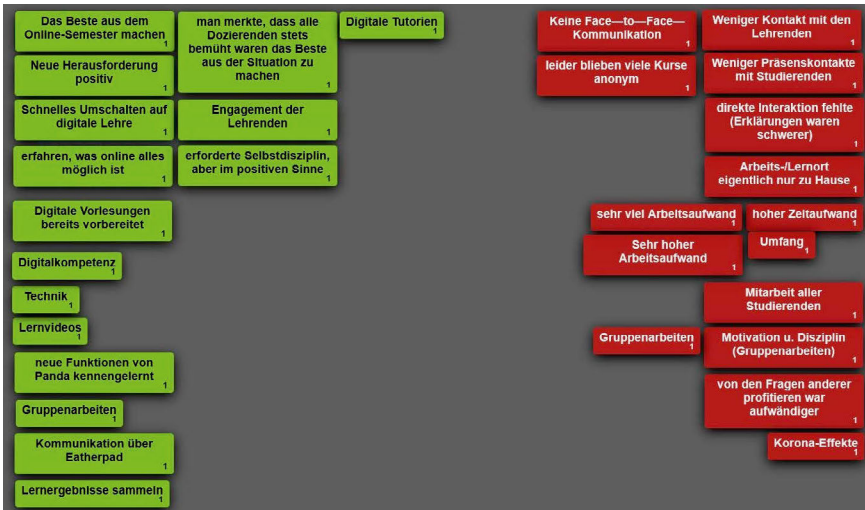 Das Beste aus dem
Online-Semester machen
1
man merkte, dass alle
Dozierenden stets
bemüht waren das Beste
aus der Situation zu
machen
1
Digitale Tutorien
1
Neue Herausforderung
positiv
1
Schnelles Umschalten auf
digitale Lehre
1
Engagement der
Lehrenden
1
erfahren, was online alles
möglich ist
1
erforderte Selbstdisziplin,
aber im positiven Sinne
1
Digitale Vorlesungen
bereits vorbereitet
1
Digitalkompetenz
1
Technik
1
Lernvideos
1
neue Funktionen von
Panda kennengelernt
1
Gruppenarbeiten
1
Kommunikation über
Eatherpad
1
Lernergebnisse sammeln
1
Keine Face—to—Face—
Kommunikation
1
Weniger Kontakt mit den
Lehrenden
1
leider blieben viele Kurse
anonym
1
Weniger Präsenskontakte
mit Studierenden
1
direkte Interaktion fehlte
(Erklärungen waren
schwerer)
1
Arbeits-/Lernort
eigentlich nur zu Hause
1
sehr viel Arbeitsaufwand
1
hoher Zeitaufwand
1
Sehr hoher
Arbeitsaufwand
1
Umfang
1
Mitarbeit aller
Studierenden
1
Gruppenarbeiten
1
Motivation u. Disziplin
(Gruppenarbeiten)
1
von den Fragen anderer
profitieren war
aufwändiger
1
Korona-Effekte
1